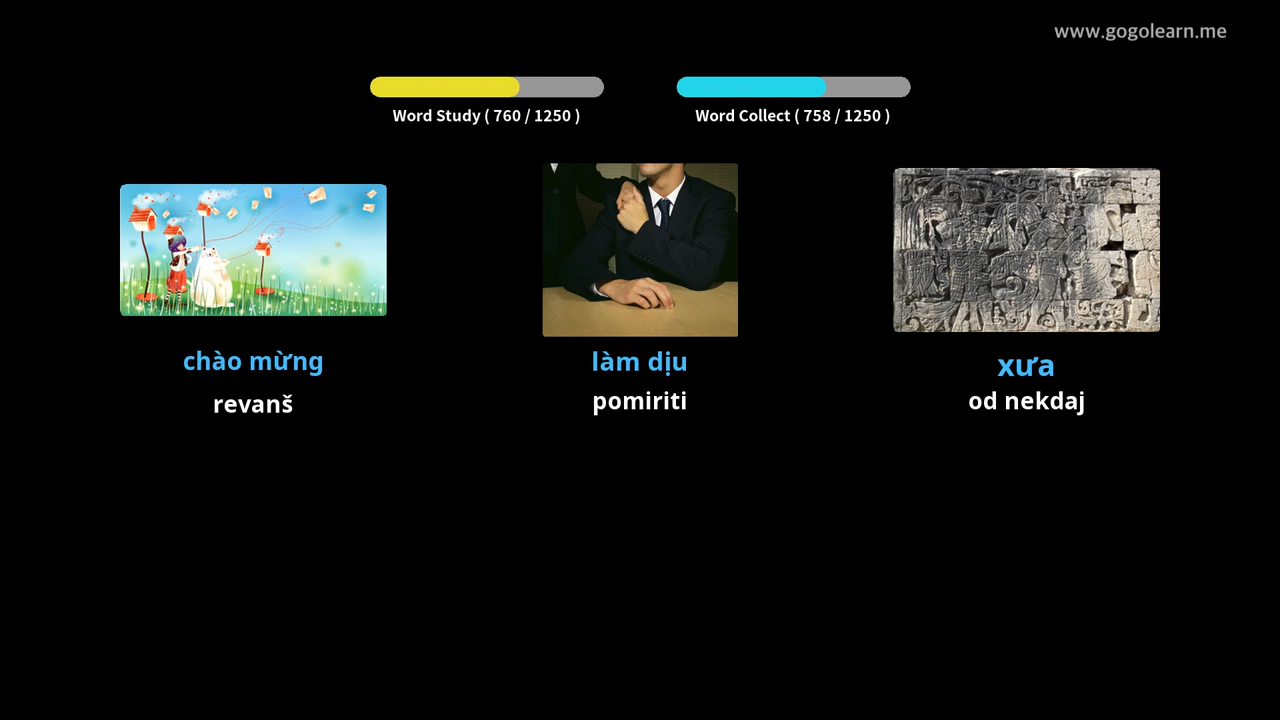 www.gogolearn.me
Word Study ( 760 / 1250 )
Word Collect ( 758 / 1250 )
chào mừng
làm dịu
xưa
revanš
pomiriti
od nekdaj